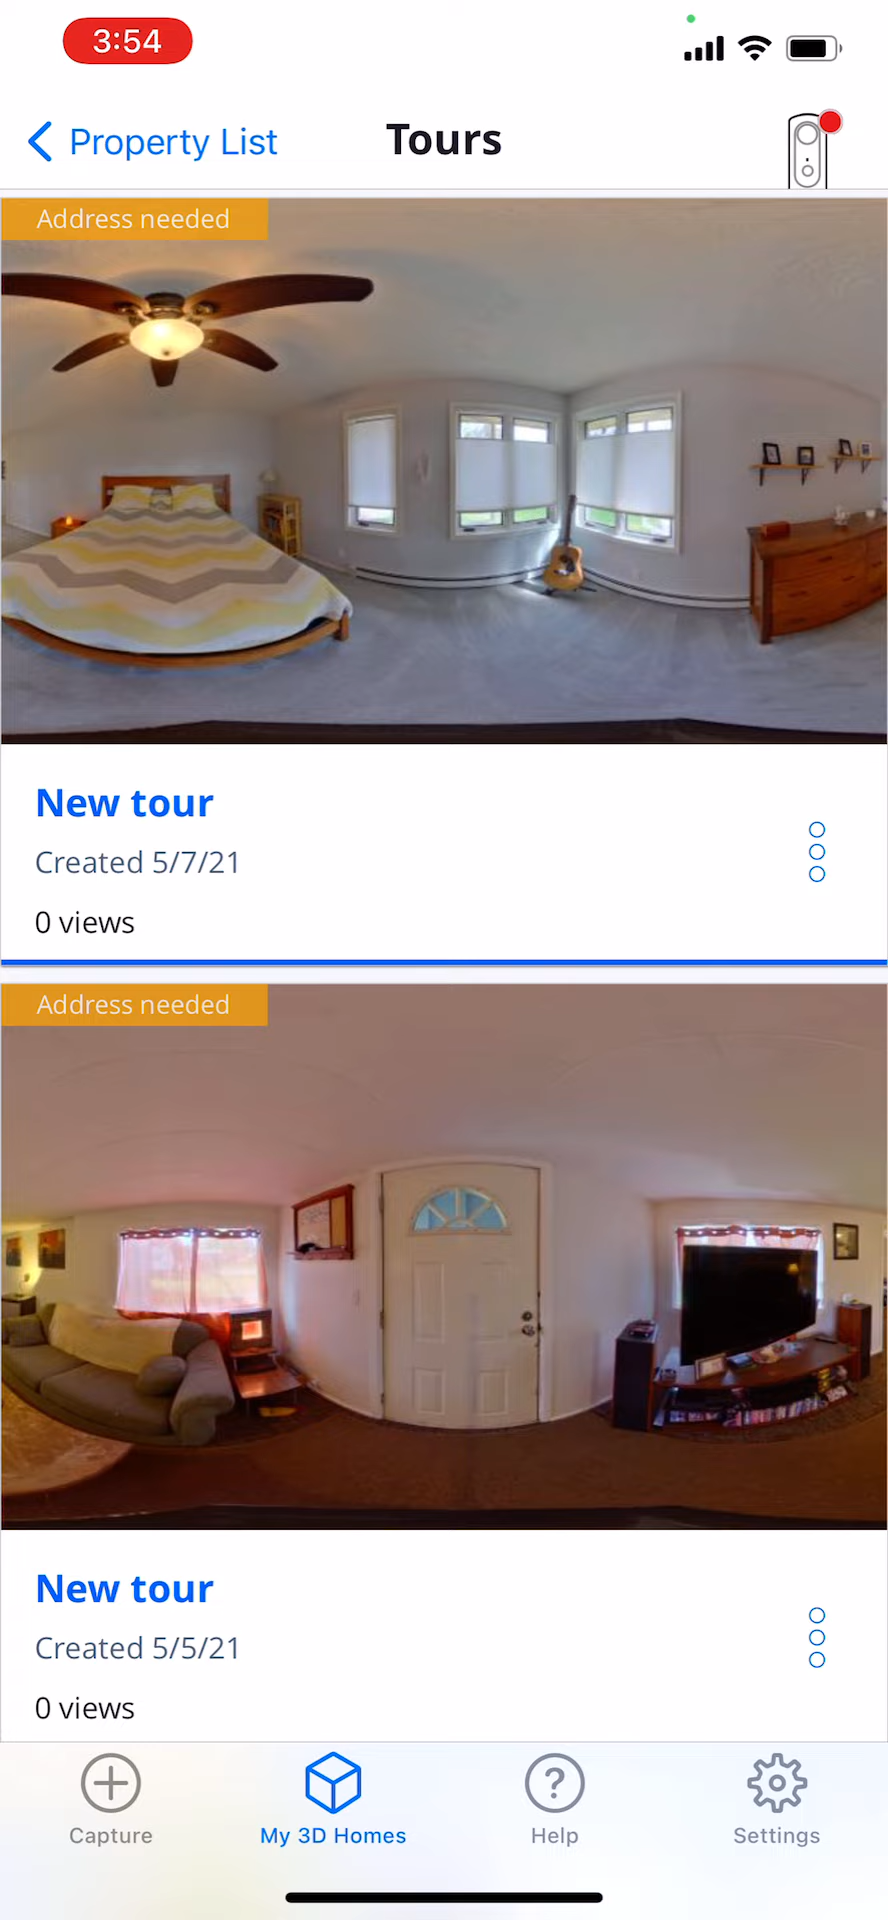 3:54
Property List
Tours
Address needed
New tour
Created 5/7/21
0 views
Address needed
New tour
Created 5/5/21
0 views
Capture
My 3D Homes
Help
Settings